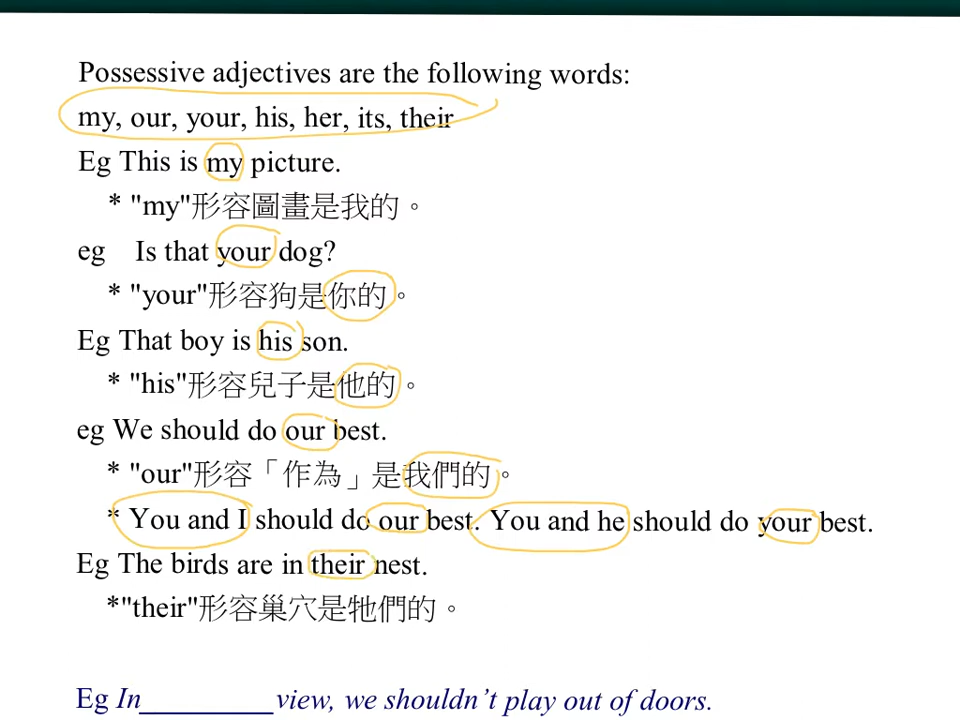 Possessive adjectives are the following words:
my, our, your, his, her, its, their
Eg This is my picture.
* "my"形容圖畫是我的。
eg Is that your dog?
* "your"形容狗是你的。
Eg That boy is his son.
* "his"形容兒子是他的。
eg We should do our best.
* "our"形容「作為」是我們的。
* You and I should do our best. You and he should do your best.
Eg The birds are in their nest.
*"their"形容巢穴是牠們的。
Eg In_________view, we shouldn’t play out of doors.